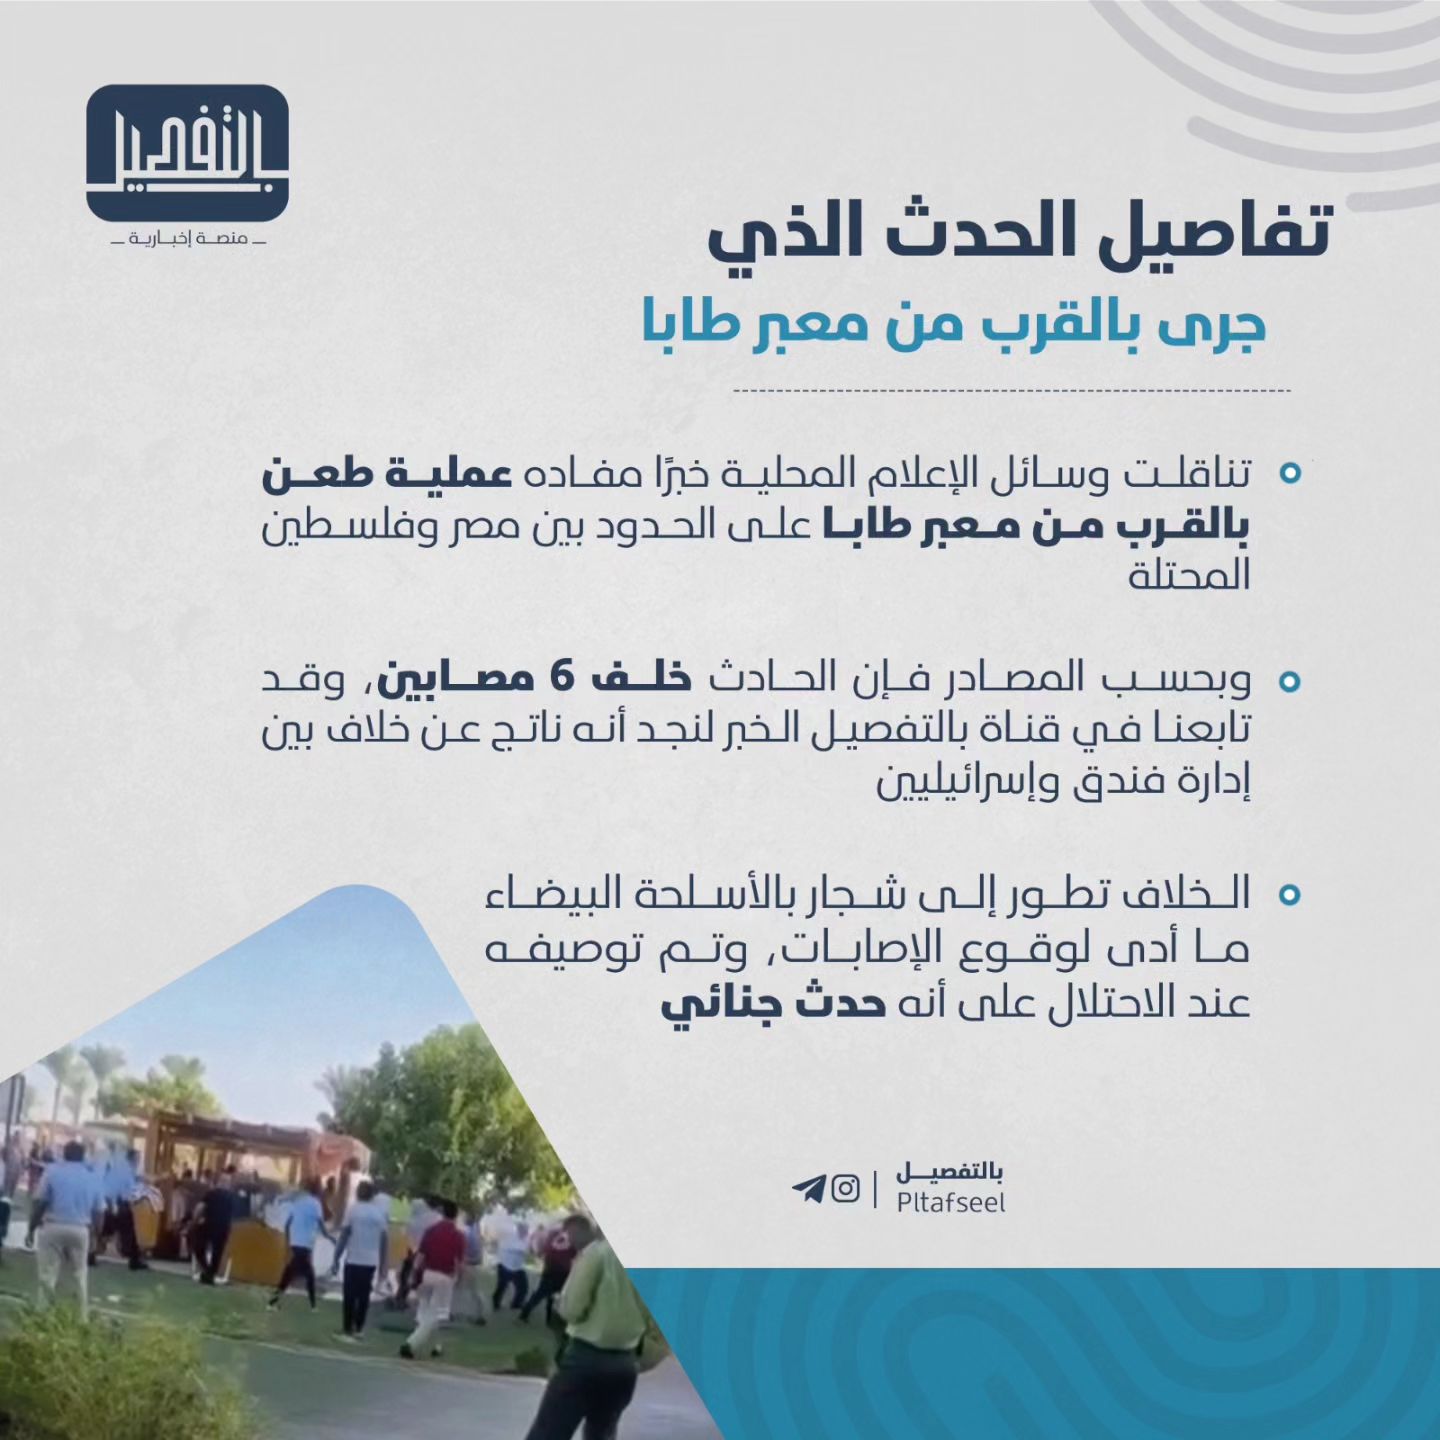 بالتفصيل
منصة إخبارية
تفاصيل الحدث الذي
جرى بالقرب من معبر طابا
تناقلت وسائل الإعلام المحلية خبرًا مفاده عملية طعن
بالقرب من معبر طابا على الحدود بين مصر وفلسطين
المحتلة
وبحسب المصادر فإن الحادث خلف 6 مصابين، وقد
تابعنا في قناة بالتفصيل الخبر لنجد أنه ناتج عن خلاف بين
إدارة فندق وإسرائيليين
الخلاف تطور إلى شجار بالأسلحة البيضاء
ما أدى لوقوع الإصابات، وتم توصيفه
عند الاحتلال على أنه حدث جنائي
بالتفصيل
Pltafseel